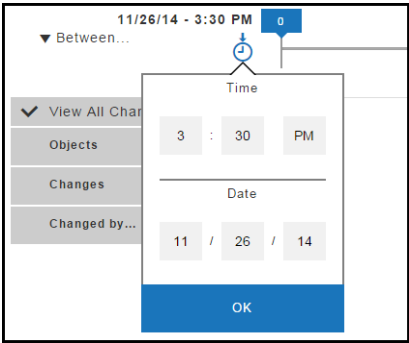 11/26/14 - 3:30 PM 0
▼ Between...
Time
View All Char
3 : 30 PM
Objects
Changes
Date
Changed by...
11 / 26 / 14
OK